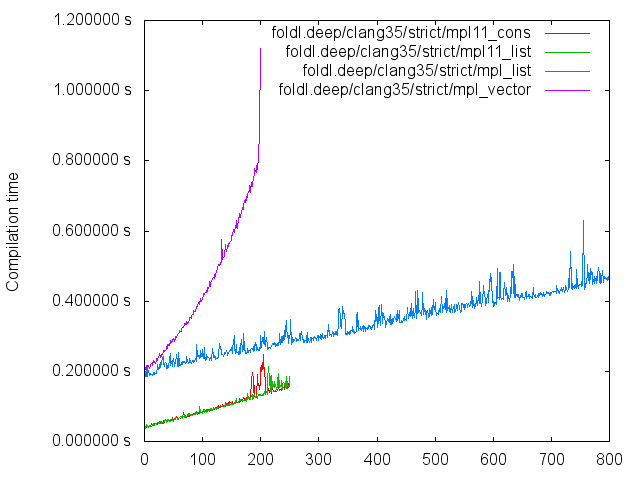 1.200000 s
1.000000 s
0.800000 s
0.600000 s
0.400000 s
0.200000 s
0.000000 s
Compilation time
foldl.deep/clang35/strict/mpl11_cons
foldl.deep/clang35/strict/mpl11_list
foldl.deep/clang35/strict/mpl_list
foldl.deep/clang35/strict/mpl_vector
0 100 200 300 400 500 600 700 800